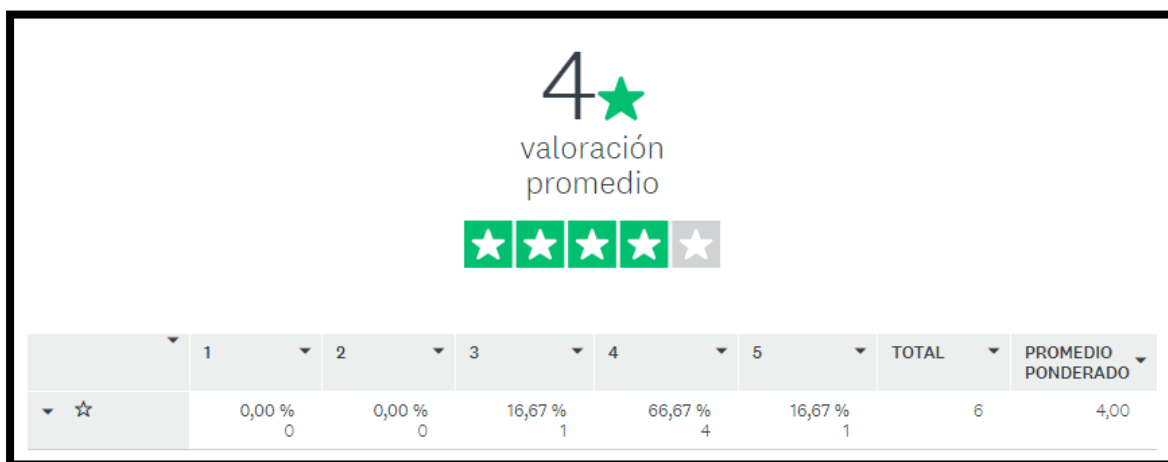 4
valoración
promedio
1 2 3 4 5 TOTAL PROMEDIO
PONDERADO
0,00 % 0,00 % 16,67 % 66,67 % 16,67 % 6 4,00
0 0 1 4 1